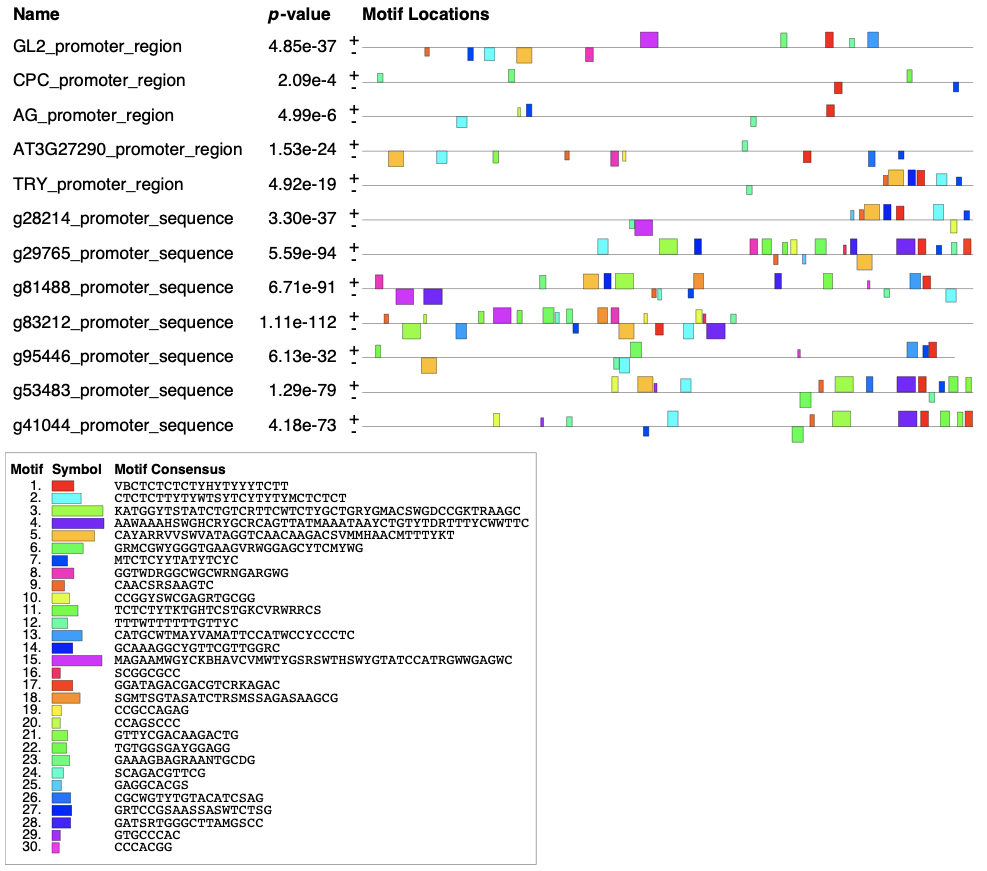 Name p-value Motif Locations
GL2_promoter_region 4.85e-37 + -
CPC_promoter_region 2.09e-4 + -
AG_promoter_region 4.99e-6 + -
AT3G27290_promoter_region 1.53e-24 + -
TRY_promoter_region 4.92e-19 + -
g28214_promoter_sequence 3.30e-37 + -
g29765_promoter_sequence 5.59e-94 + -
g81488_promoter_sequence 6.71e-91 + -
g83212_promoter_sequence 1.11e-112 + -
g95446_promoter_sequence 6.13e-32 + -
g53483_promoter_sequence 1.29e-79 + -
g41044_promoter_sequence 4.18e-73 + -
Motif Symbol Motif Consensus
1. VBCTCTCTCTYHYTYYYTCTT
2. CTCTCTTYTYTWTSYTCYTYTYMCTCTCT
3. KATGGYTSTATCTGTCRTTCWTCTYGCTGRYGMACSWGDCCGKTRAAGC
4. AAWAAAHSWGHCRYGCRCAGTTATMAAATAAYCTGTYTDRTTTYCWWTTC
5. CAYARRVVSWVATAGGTCAACAAGACSVMMHAACMTTTYKT
6. GRMCGWYGGGTGAAGVRWGGAGCYTCMYWG
7. MTCTCYYTATYTCYC
8. GGTWDRGGCWGCWRNGARGWG
9. CAACSRSAAGTC
10. CCGGYSWCGAGRTGCGG
11. TCTCTYTKTGHTCSTGKCVRWRRCS
12. TTTWTTTTTTGTTYC
13. CATGCWTMAYVAMATTCCATWCCYCCCTC
14. GCAAAGGCYGTTCGTTGGRC
15. MAGAAMWGYCKBHAVCVMWTYGSRSWTHSWYGTATCCATRGWWGAGWC
16. SCGGCGCC
17. GGATAGACGACGTCRKAGAC
18. SGMTSGTASATCTRSMSSAGASAAGCG
19. CCGCCAGAG
20. CCAGSCCC
21. GTTYCGACAAGACTG
22. TGTGGSGAYGGAGG
23. GAAAGBAGRAANTGCDG
24. SCAGACGTTCG
25. GAGGCACGS
26. CGCWGTYTGTACATCSAG
27. GRTCCGSAASSASWTCTSG
28. GATSRTGGGCTTAMGSCC
29. GTGCCCAC
30. CCCACGG